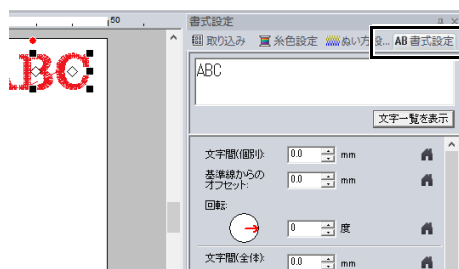 150
ABC
書式設定
取り込み 糸色設定 ぬい方設... AB 書式設定
ABC
文字一覧を表示
文字間(個別): 0.0 mm
基準線からの
オフセット: 0.0 mm
回転:
0 度
文字間(全体): 0.0 mm